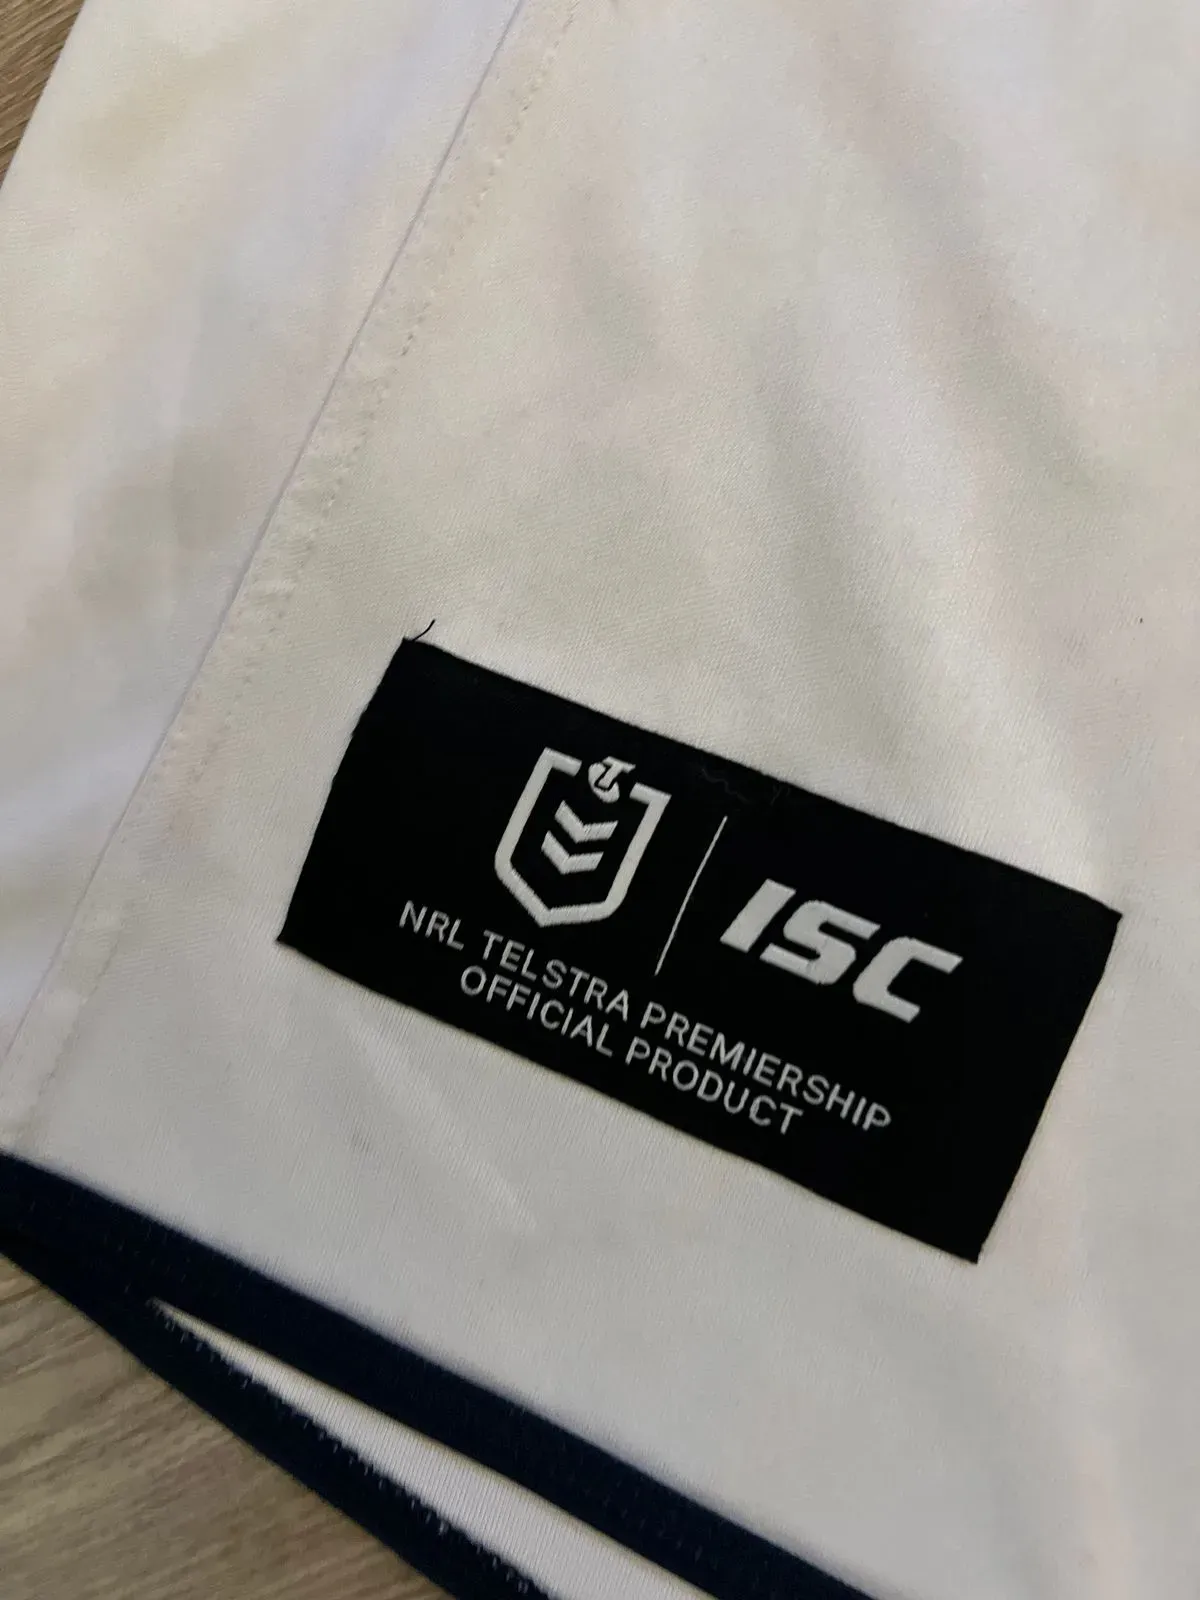 ISC
NRL TELSTRA PREMIERSHIP
OFFICIAL PRODUCT